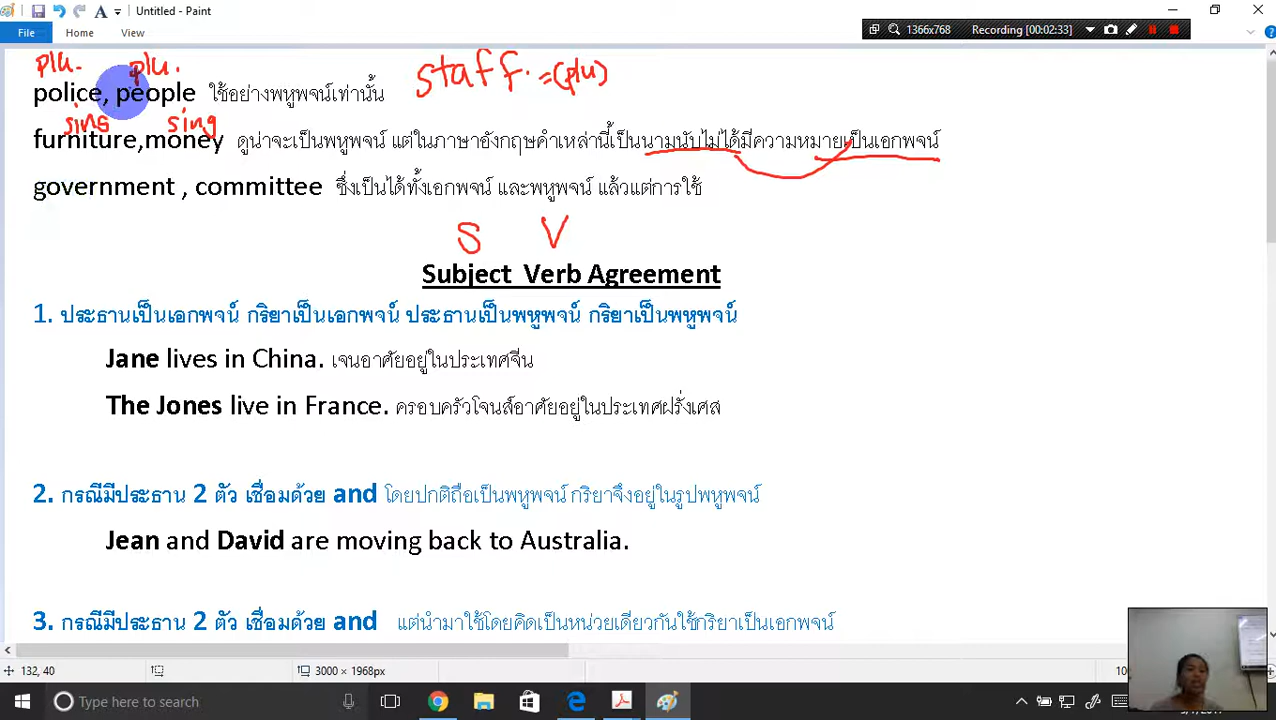 Untitled - Paint
File Home View
1366x768 Recording [00:02:33]
plu. plu.
staff. =(plu)
police, people ใช้อย่างพหูพจน์เท่านั้น
sing sing
furniture,money ดูน่าจะเป็นพหูพจน์ แต่ในภาษาอังกฤษคำเหล่านี้เป็นนามนับไม่ได้มีความหมายเป็นเอกพจน์
government , committee ซึ่งเป็นได้ทั้งเอกพจน์ และพหูพจน์ แล้วแต่การใช้
S V
Subject Verb Agreement
1. ประธานเป็นเอกพจน์ กริยาเป็นเอกพจน์ ประธานเป็นพหูพจน์ กริยาเป็นพหูพจน์
Jane lives in China. เจนอาศัยอยู่ในประเทศจีน
The Jones live in France. ครอบครัวโจนส์อาศัยอยู่ในประเทศฝรั่งเศส
2. กรณีมีประธาน 2 ตัว เชื่อมด้วย and โดยปกติถือเป็นพหูพจน์ กริยาจึงอยู่ในรูปพหูพจน์
Jean and David are moving back to Australia.
3. กรณีมีประธาน 2 ตัว เชื่อมด้วย and แต่นำมาใช้โดยคิดเป็นหน่วยเดียวกันใช้กริยาเป็นเอกพจน์
132, 40 3000 × 1968px
Type here to search